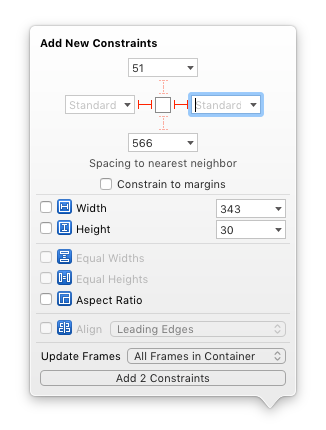 Add New Constraints
51
Standard
Standard
566
Spacing to nearest neighbor
Constrain to margins
Width
343
Height
30
Equal Widths
Equal Heights
Aspect Ratio
Align
Leading Edges
Update Frames
All Frames in Container
Add 2 Constraints